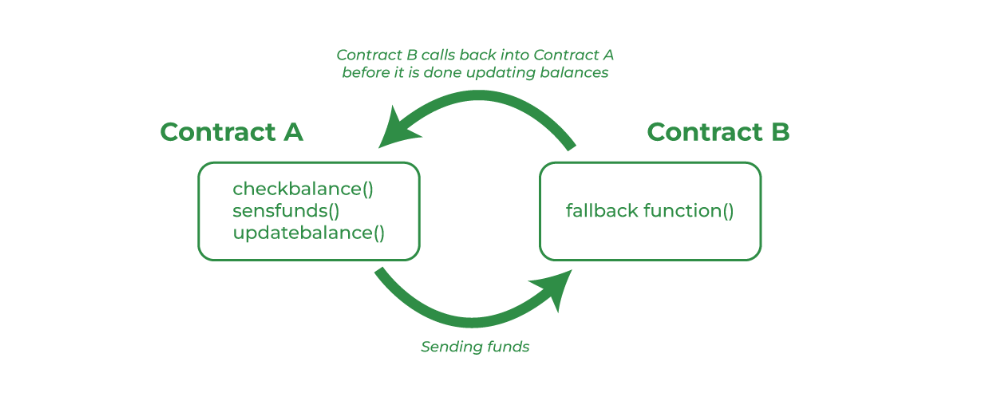 Contract B calls back into Contract A
before it is done updating balances
Contract A
Contract B
checkbalance()
sensfunds()
updatebalance()
fallback function()
Sending funds